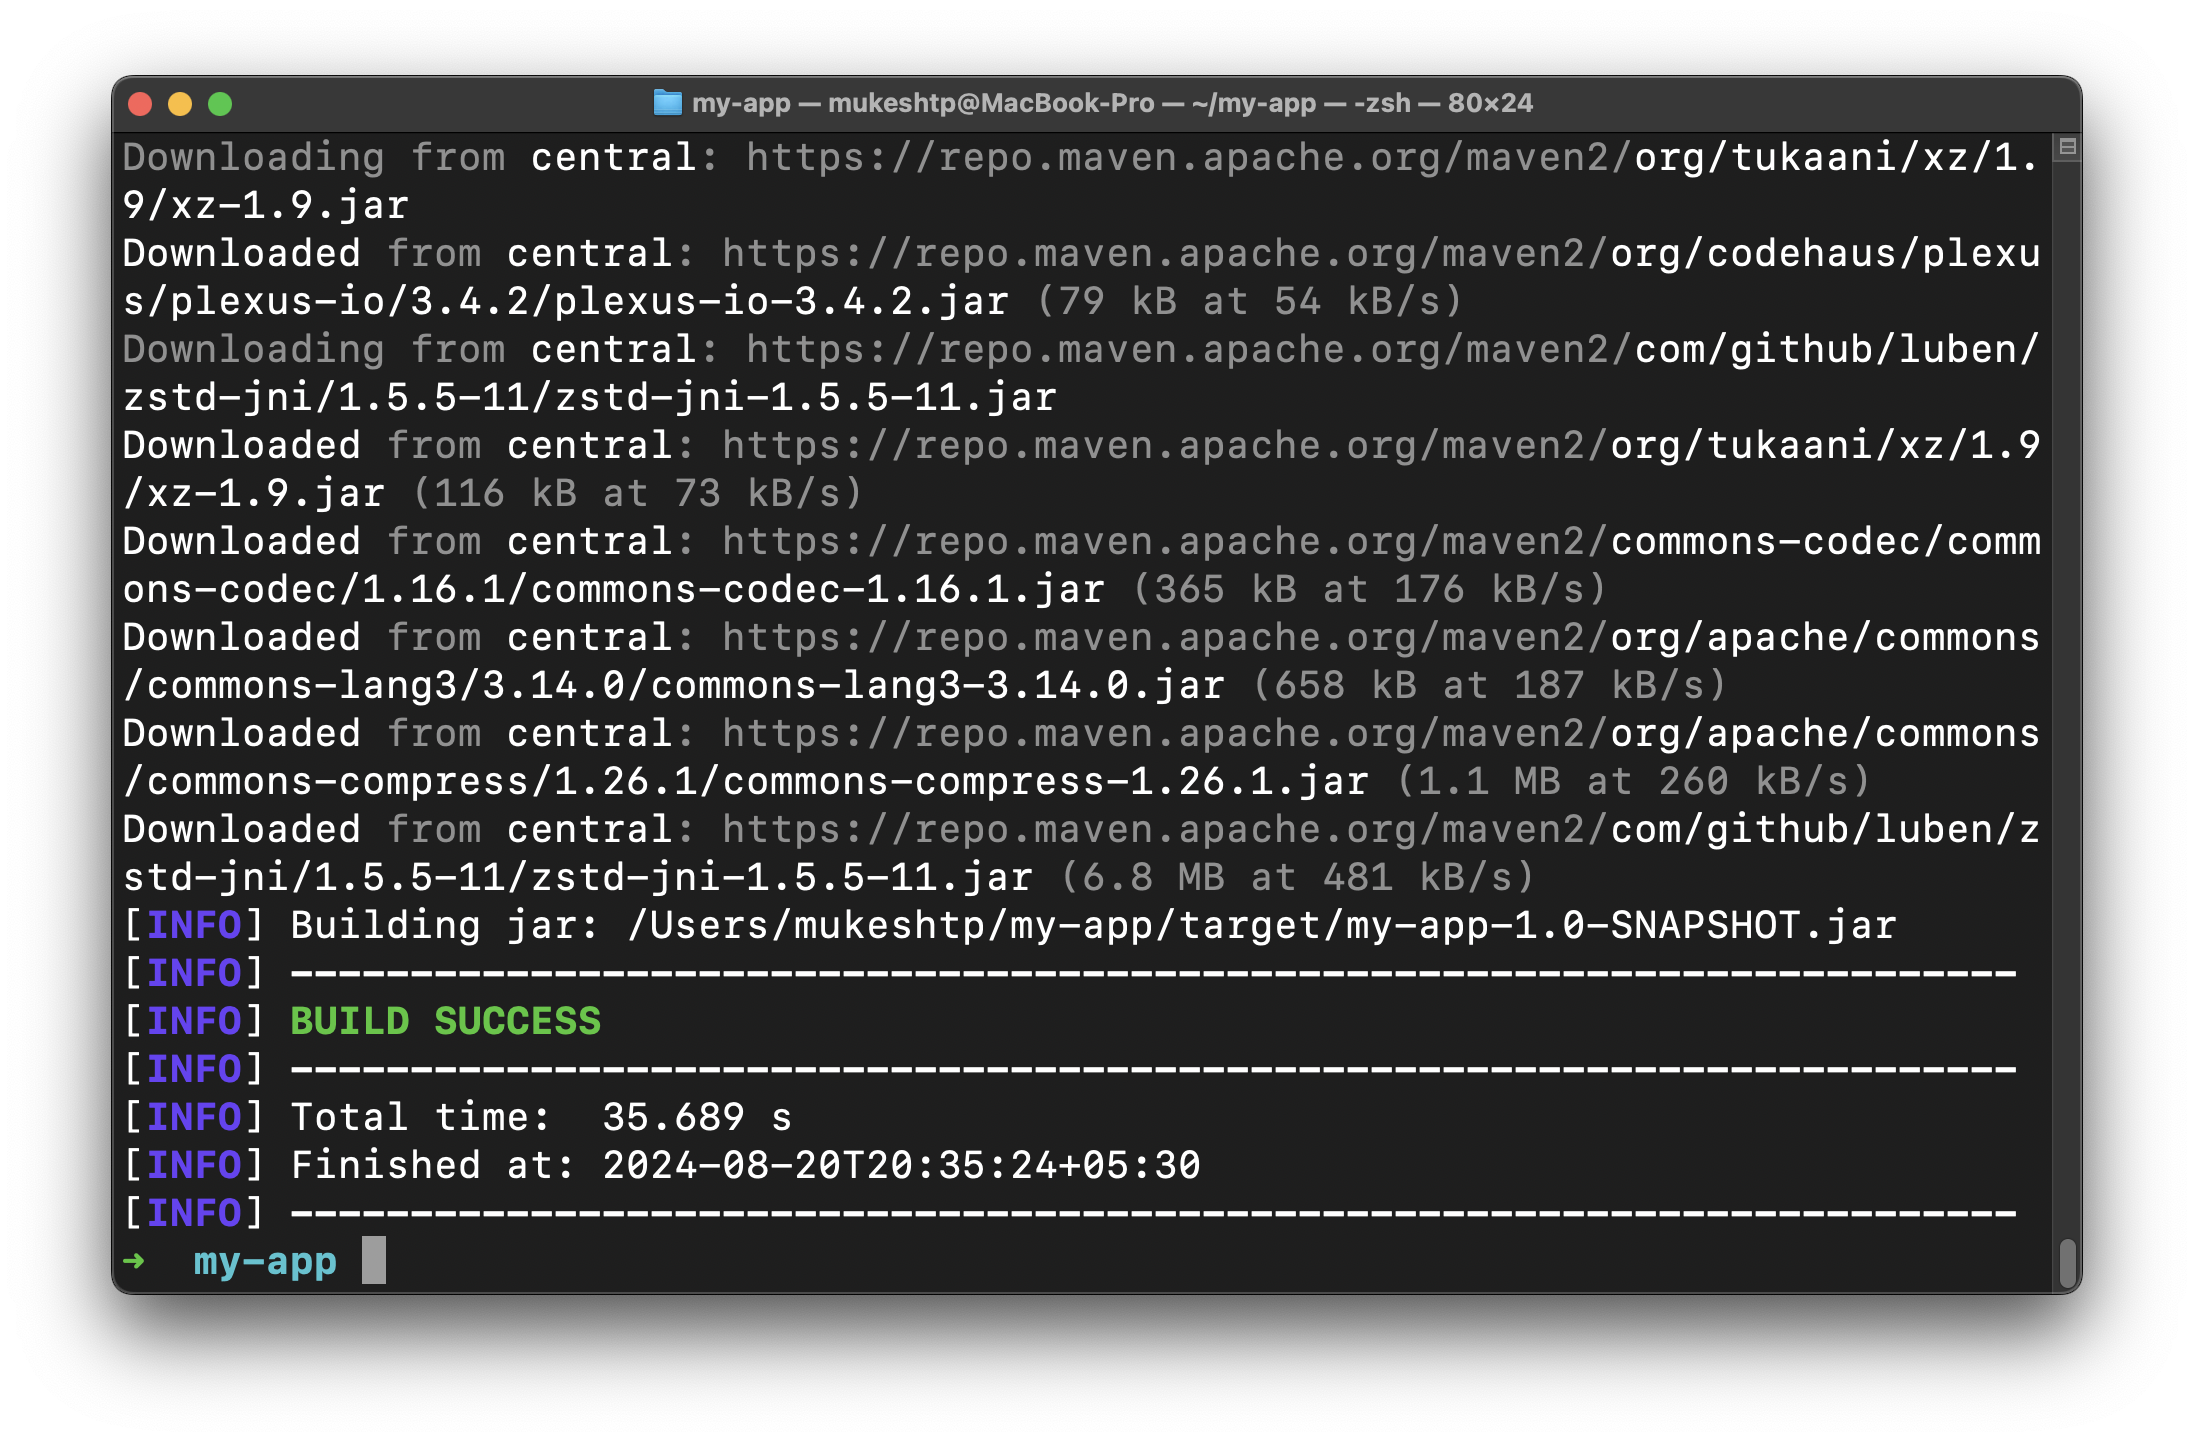 my-app — mukeshtp@MacBook-Pro — ~/my-app — -zsh — 80×24
Downloading from central: https://repo.maven.apache.org/maven2/org/tukaani/xz/1.
9/xz-1.9.jar
Downloaded from central: https://repo.maven.apache.org/maven2/org/codehaus/plexu
s/plexus-io/3.4.2/plexus-io-3.4.2.jar (79 kB at 54 kB/s)
Downloading from central: https://repo.maven.apache.org/maven2/com/github/luben/
zstd-jni/1.5.5-11/zstd-jni-1.5.5-11.jar
Downloaded from central: https://repo.maven.apache.org/maven2/org/tukaani/xz/1.9
/xz-1.9.jar (116 kB at 73 kB/s)
Downloaded from central: https://repo.maven.apache.org/maven2/commons-codec/comm
ons-codec/1.16.1/commons-codec-1.16.1.jar (365 kB at 176 kB/s)
Downloaded from central: https://repo.maven.apache.org/maven2/org/apache/commons
/commons-lang3/3.14.0/commons-lang3-3.14.0.jar (658 kB at 187 kB/s)
Downloaded from central: https://repo.maven.apache.org/maven2/org/apache/commons
/commons-compress/1.26.1/commons-compress-1.26.1.jar (1.1 MB at 260 kB/s)
Downloaded from central: https://repo.maven.apache.org/maven2/com/github/luben/z
std-jni/1.5.5-11/zstd-jni-1.5.5-11.jar (6.8 MB at 481 kB/s)
[INFO] Building jar: /Users/mukeshtp/my-app/target/my-app-1.0-SNAPSHOT.jar
[INFO] ------------------------------------------------------------------------
[INFO] BUILD SUCCESS
[INFO] ------------------------------------------------------------------------
[INFO] Total time:  35.689 s
[INFO] Finished at: 2024-08-20T20:35:24+05:30
[INFO] ------------------------------------------------------------------------
➜  my-app